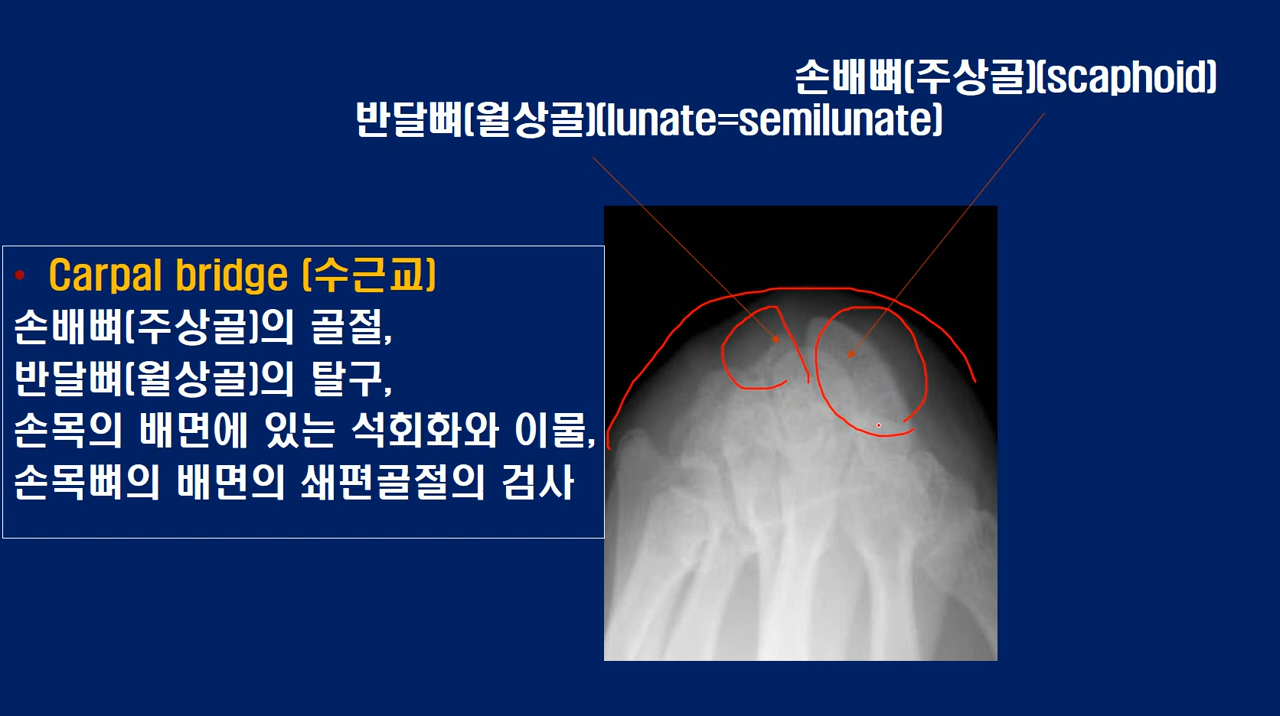 손배뼈(주상골)(scaphoid)
반달뼈(월상골)(lunate=semilunate)
• Carpal bridge (수근교)
손배뼈(주상골)의 골절,
반달뼈(월상골)의 탈구,
손목의 배면에 있는 석회화와 이물,
손목뼈의 배면의 쇄편골절의 검사